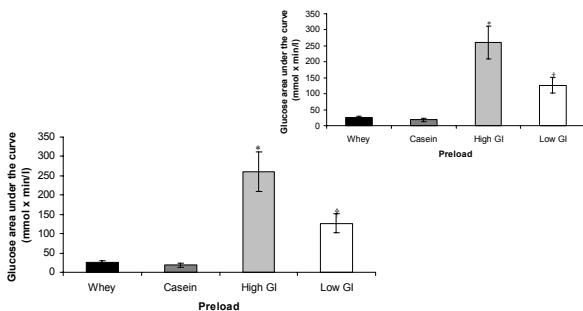 350
300
250
200
150
100
50
0
Glucose area under the curve
(mmol x min/l)
*
‡
Whey Casein High GI Low GI
Preload
350
300
250
200
150
100
50
0
Glucose area under the curve
(mmol x min/l)
*
‡
Whey Casein High GI Low GI
Preload